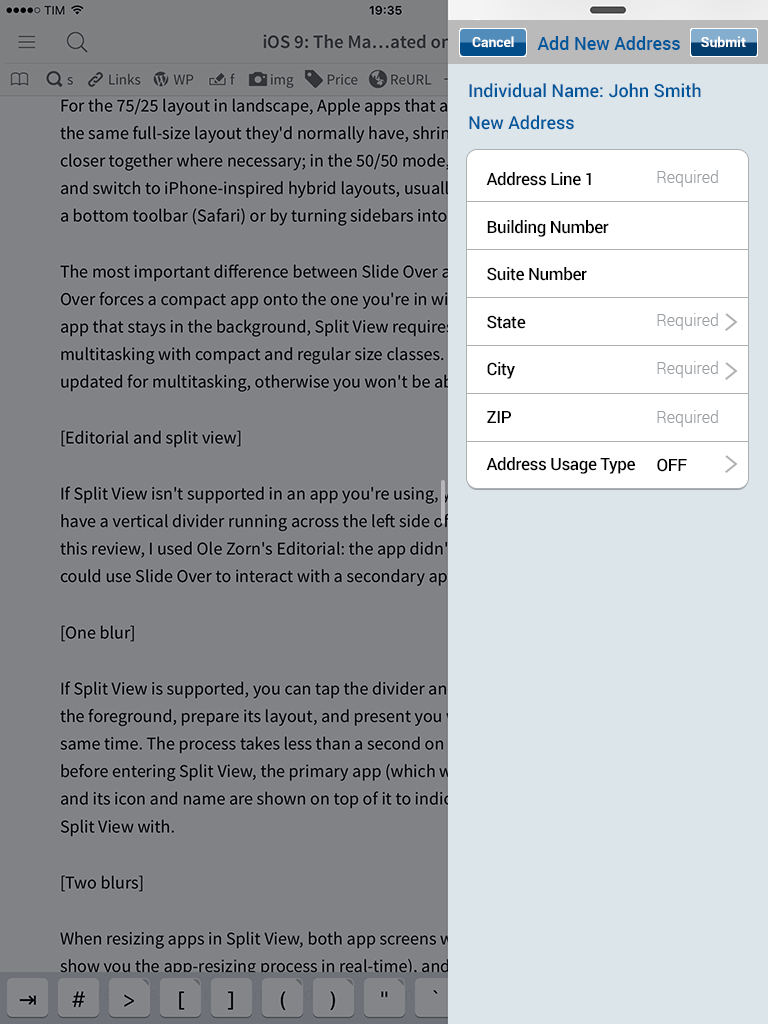 TIM 19:35
iOS 9: The Ma…ated or
s Links WP f img Price ReURL
For the 75/25 layout in landscape, Apple apps that a
the same full-size layout they'd normally have, shrin
closer together where necessary; in the 50/50 mode,
and switch to iPhone-inspired hybrid layouts, usuall
a bottom toolbar (Safari) or by turning sidebars into
The most important difference between Slide Over a
Over forces a compact app onto the one you're in wi
app that stays in the background, Split View require
multitasking with compact and regular size classes.
updated for multitasking, otherwise you won't be ab
[Editorial and split view]
If Split View isn't supported in an app you're using,
have a vertical divider running across the left side of
this review, I used Ole Zorn's Editorial: the app didn'
could use Slide Over to interact with a secondary ap
[One blur]
If Split View is supported, you can tap the divider an
the foreground, prepare its layout, and present you
same time. The process takes less than a second on
before entering Split View, the primary app (which w
and its icon and name are shown on top of it to indic
Split View with.
[Two blurs]
When resizing apps in Split View, both app screens w
show you the app-resizing process in real-time), and
⇥ # > [ ] ( ) " `
Cancel Add New Address Submit
Individual Name: John Smith
New Address
Address Line 1 Required
Building Number
Suite Number
State Required
City Required
ZIP Required
Address Usage Type OFF